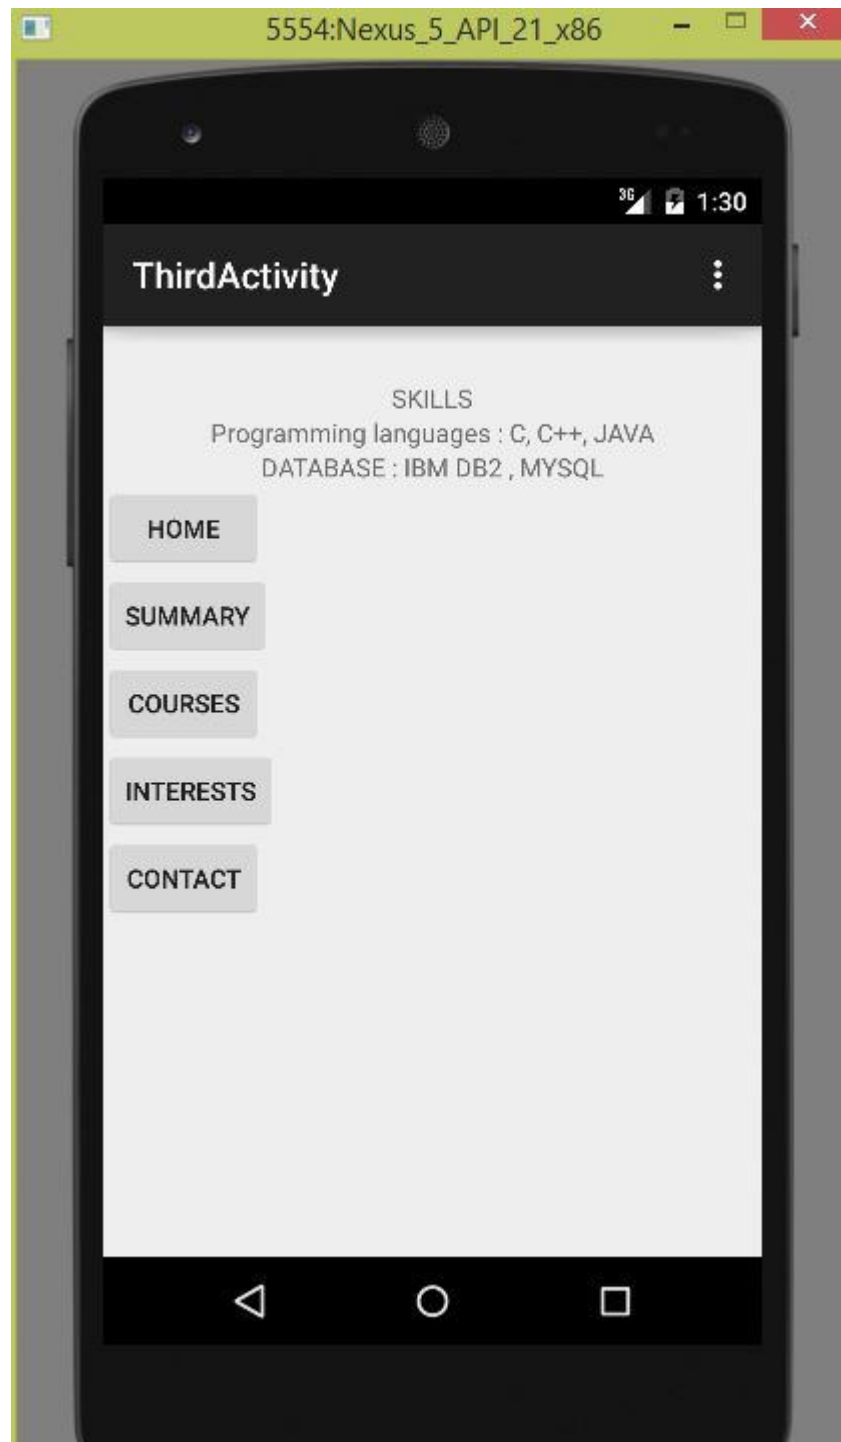 5554:Nexus_5_API_21_x86
3G 1:30
ThirdActivity
SKILLS
Programming languages : C, C++, JAVA
DATABASE : IBM DB2 , MYSQL
HOME
SUMMARY
COURSES
INTERESTS
CONTACT